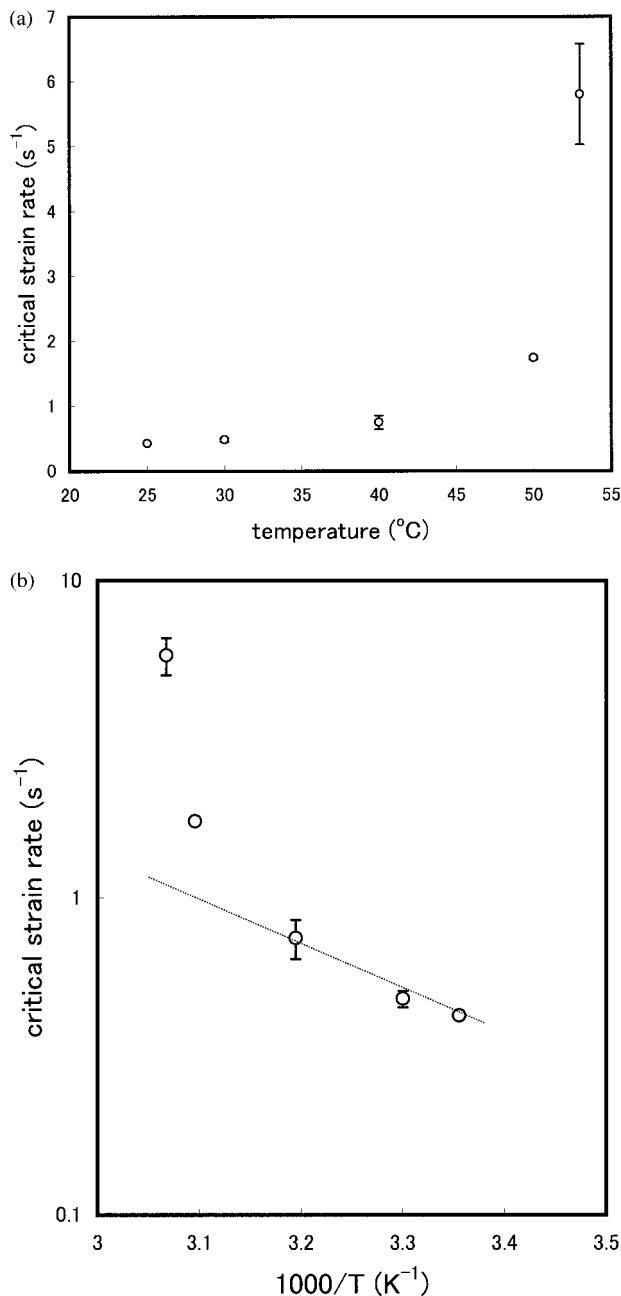 (a)
7
6
5
4
3
2
1
0
critical strain rate (s⁻¹)
20 25 30 35 40 45 50 55
temperature (°C)
(b)
10
1
0.1
critical strain rate (s⁻¹)
3 3.1 3.2 3.3 3.4 3.5
1000/T (K⁻¹)